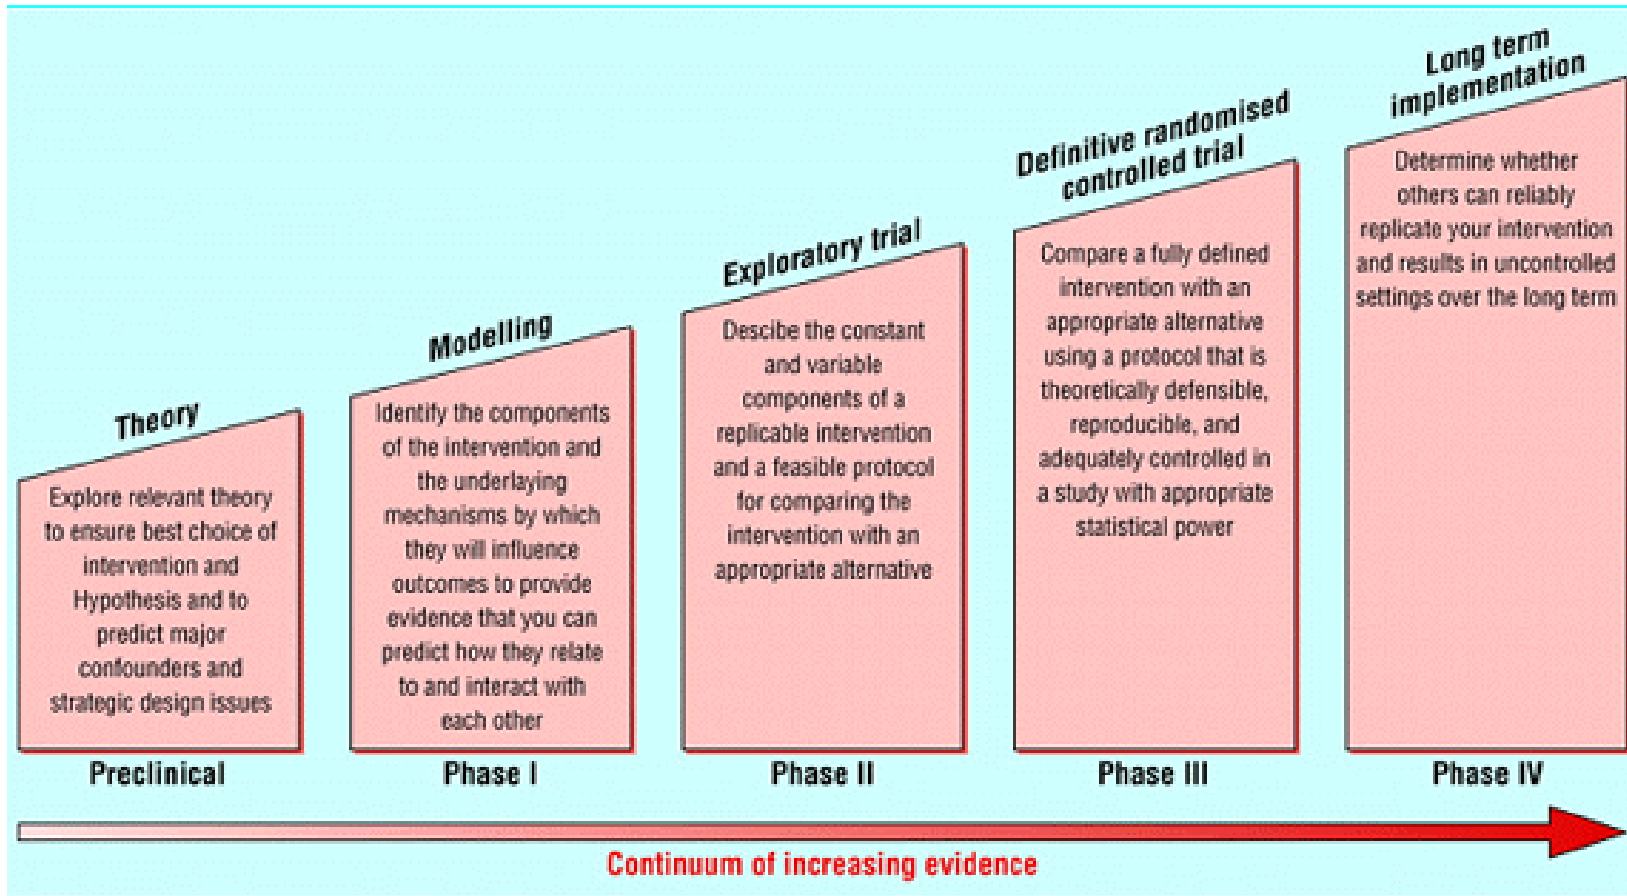 Theory
Explore relevant theory
to ensure best choice of
intervention and
Hypothesis and to
predict major
confounders and
strategic design issues
Preclinical
Modelling
Identify the components
of the intervention and
the underlaying
mechanisms by which
they will influence
outcomes to provide
evidence that you can
predict how they relate
to and interact with
each other
Phase I
Exploratory trial
Descibe the constant
and variable
components of a
replicable intervention
and a feasible protocol
for comparing the
intervention with an
appropriate alternative
Phase II
Definitive randomised
controlled trial
Compare a fully defined
intervention with an
appropriate alternative
using a protocol that is
theoretically defensible,
reproducible, and
adequately controlled in
a study with appropriate
statistical power
Phase III
Long term
implementation
Determine whether
others can reliably
replicate your intervention
and results in uncontrolled
settings over the long term
Phase IV
Continuum of increasing evidence